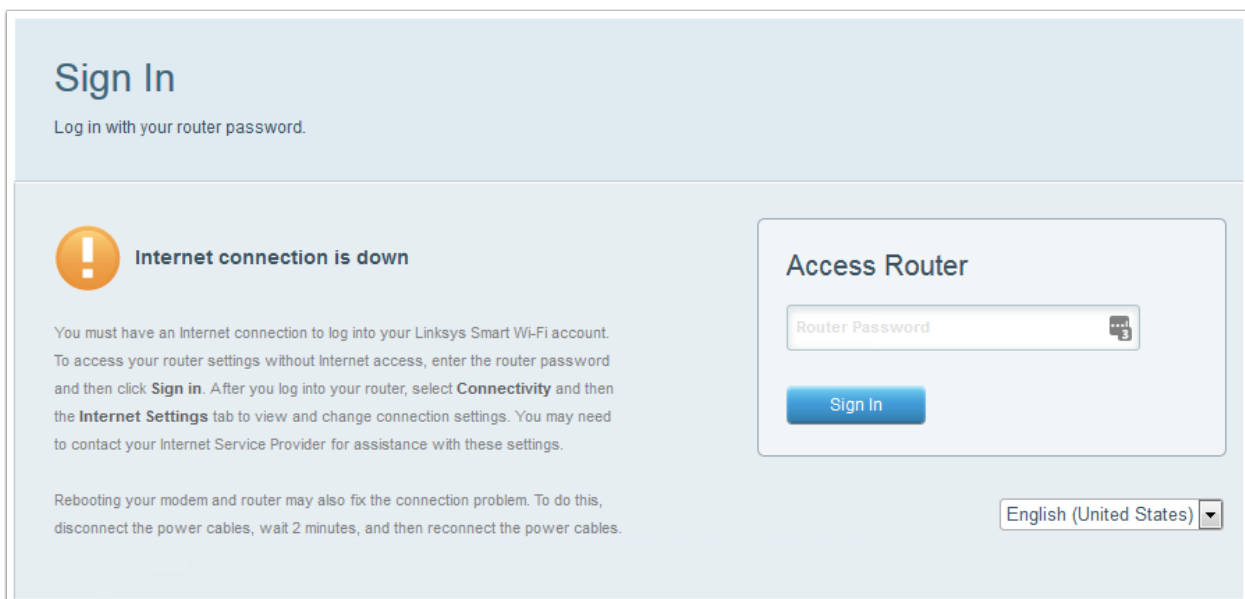 Sign In
Log in with your router password.
Internet connection is down
You must have an Internet connection to log into your Linksys Smart Wi-Fi account.
To access your router settings without Internet access, enter the router password
and then click Sign in. After you log into your router, select Connectivity and then
the Internet Settings tab to view and change connection settings. You may need
to contact your Internet Service Provider for assistance with these settings.
Rebooting your modem and router may also fix the connection problem. To do this,
disconnect the power cables, wait 2 minutes, and then reconnect the power cables.
Access Router
Router Password
3
Sign In
English (United States)